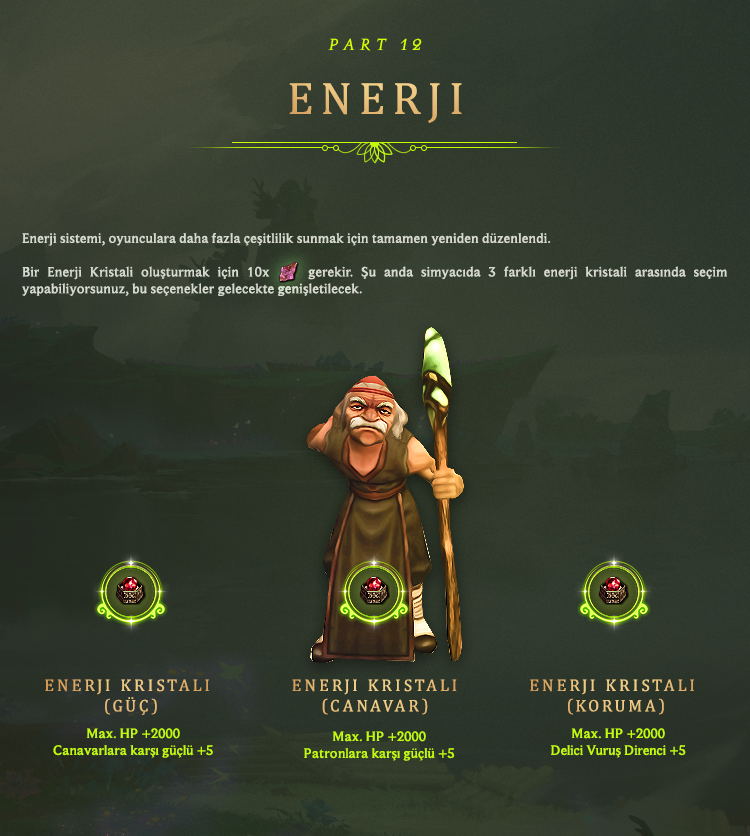 PART 12
ENERJI
Enerji sistemi, oyunculara daha fazla çeşitlilik sunmak için tamamen yeniden düzenlendi.
Bir Enerji Kristali oluşturmak için 10x gerekir. Şu anda simyacıda 3 farklı enerji kristali arasında seçim
yapabiliyorsunuz, bu seçenekler gelecekte genişletilecek.
ENERJI KRISTALI
(GÜÇ)
Max. HP +2000
Canavarlara karşı güçlü +5
ENERJI KRISTALI
(CANAVAR)
Max. HP +2000
Patronlara karşı güçlü +5
ENERJI KRISTALI
(KORUMA)
Max. HP +2000
Delici Vuruş Direnci +5